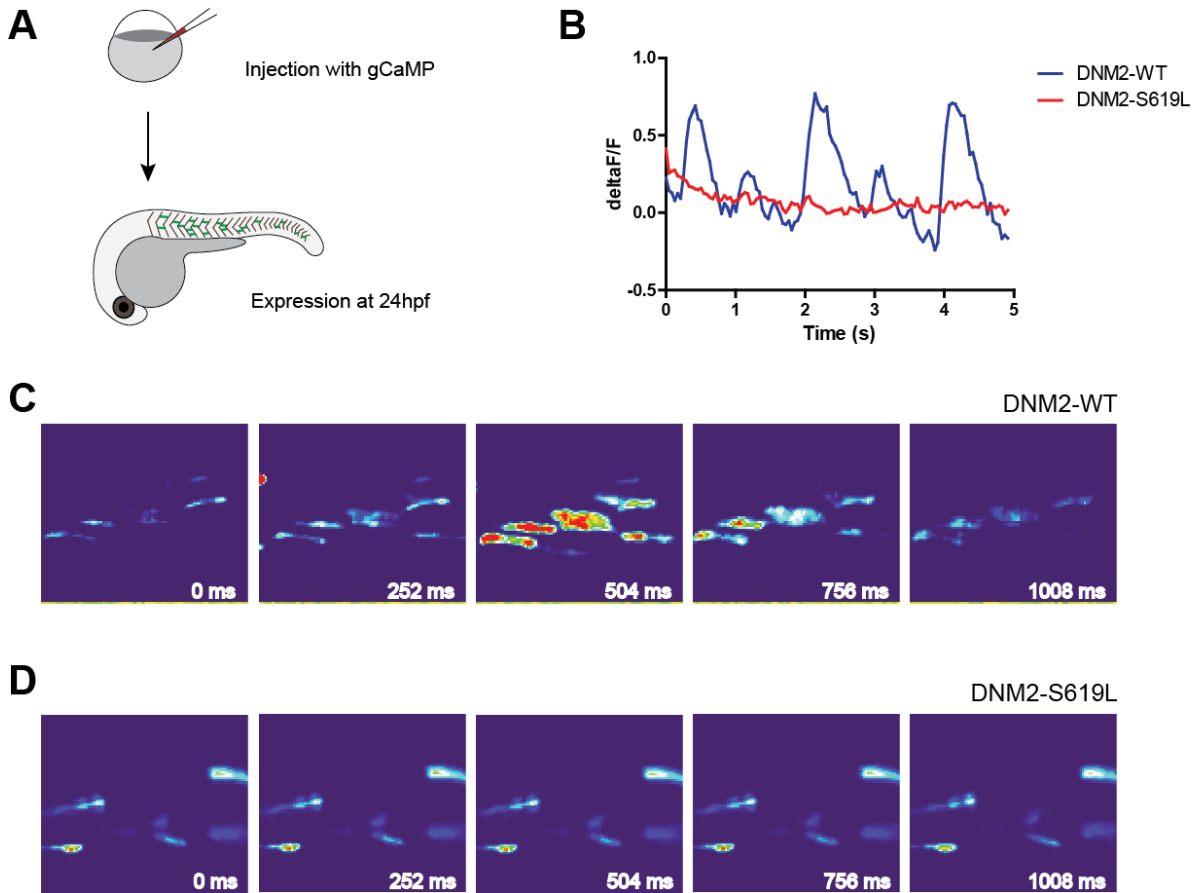 A
Injection with gCaMP
Expression at 24hpf
B
1.0
0.5
0.0
-0.5
deltaF/F
0 1 2 3 4 5
Time (s)
DNM2-WT
DNM2-S619L
C
DNM2-WT
0 ms 252 ms 504 ms 756 ms 1008 ms
D
DNM2-S619L
0 ms 252 ms 504 ms 756 ms 1008 ms